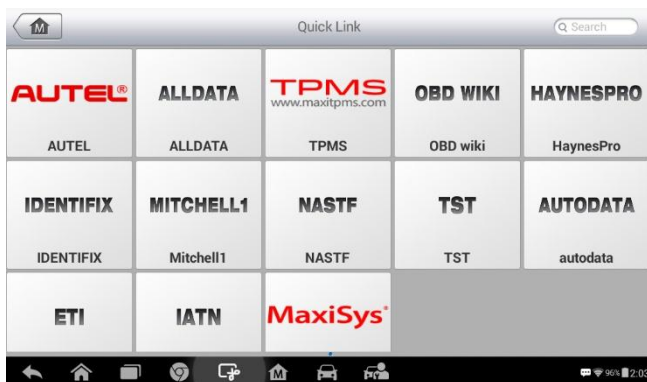 M
Quick Link
Search
AUTEL®
AUTEL
ALLDATA
ALLDATA
TPMS
www.maxitpms.com
TPMS
OBD WIKI
OBD wiki
HAYNESPRO
HaynesPro
IDENTIFIX
IDENTIFIX
MITCHELL1
Mitchell1
NASTF
NASTF
TST
TST
AUTODATA
autodata
ETI
IATN
MaxiSys®
M
96%
2:03